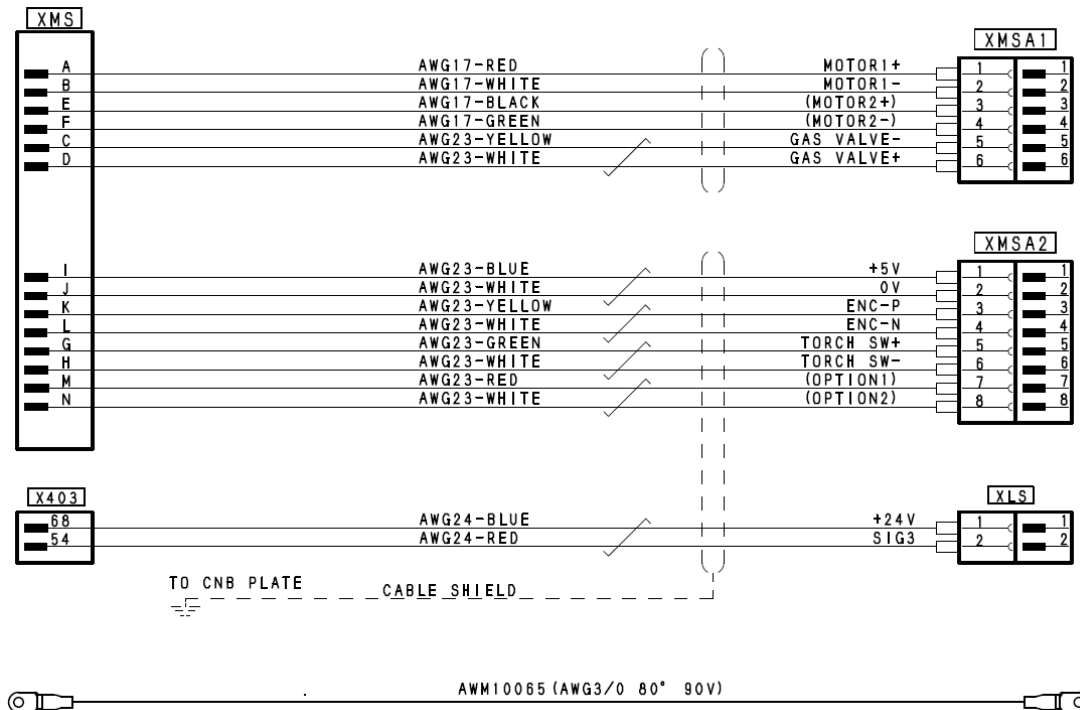 XMS
XMSA1
A AWG17-RED MOTOR1+ 1 1
B AWG17-WHITE MOTOR1- 2 2
E AWG17-BLACK (MOTOR2+) 3 3
F AWG17-GREEN (MOTOR2-) 4 4
C AWG23-YELLOW GAS VALVE- 5 5
D AWG23-WHITE GAS VALVE+ 6 6
XMSA2
I AWG23-BLUE +5V 1 1
J AWG23-WHITE 0V 2 2
K AWG23-YELLOW ENC-P 3 3
L AWG23-WHITE ENC-N 4 4
G AWG23-GREEN TORCH SW+ 5 5
H AWG23-WHITE TORCH SW- 6 6
M AWG23-RED (OPTION1) 7 7
N AWG23-WHITE (OPTION2) 8 8
X403 XLS
68 AWG24-BLUE +24V 1 1
54 AWG24-RED SIG3 2 2
TO CNB PLATE CABLE SHIELD
AWM10065(AWG3/0 80° 90V)